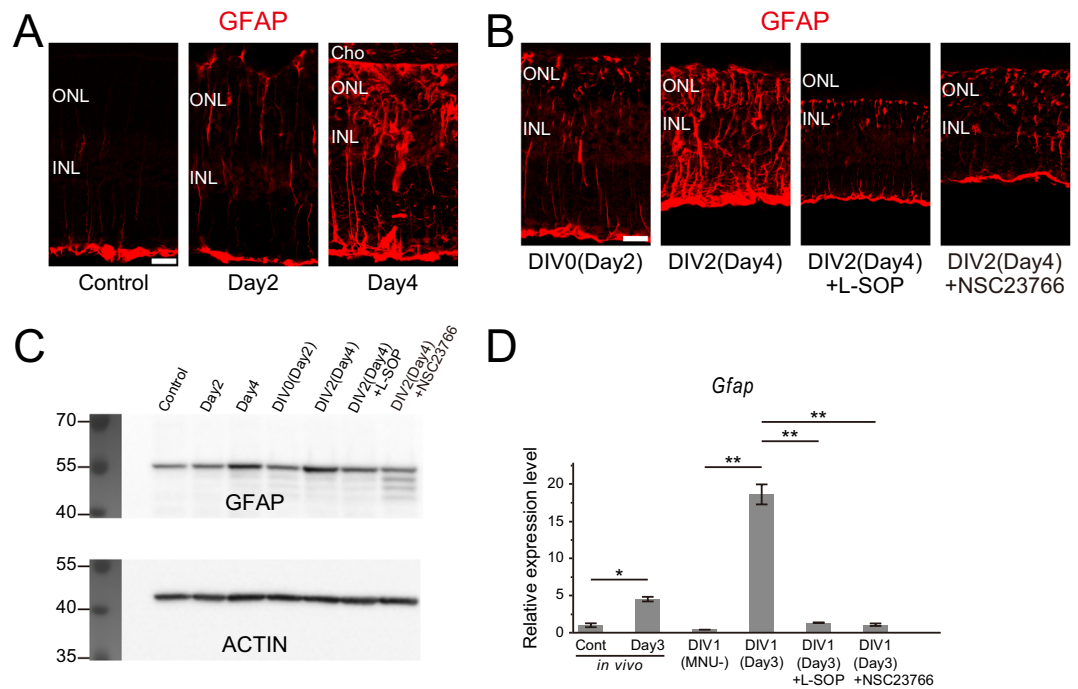 A
GFAP
ONL
INL
Control
ONL
INL
Day2
Cho
ONL
INL
Day4
B
GFAP
ONL
INL
DIV0(Day2)
ONL
INL
DIV2(Day4)
ONL
INL
DIV2(Day4)
+L-SOP
ONL
INL
DIV2(Day4)
+NSC23766
C
Control
Day2
Day4
DIV0(Day2)
DIV2(Day4)
DIV2(Day4)
+L-SOP
DIV2(Day4)
+NSC23766
70
55
40
GFAP
55
40
35
ACTIN
D
Gfap
Relative expression level
20
15
10
5
0
*
**
**
**
Cont
Day3
in vivo
DIV1
(MNU-)
DIV1
(Day3)
DIV1
(Day3)
+L-SOP
DIV1
(Day3)
+NSC23766